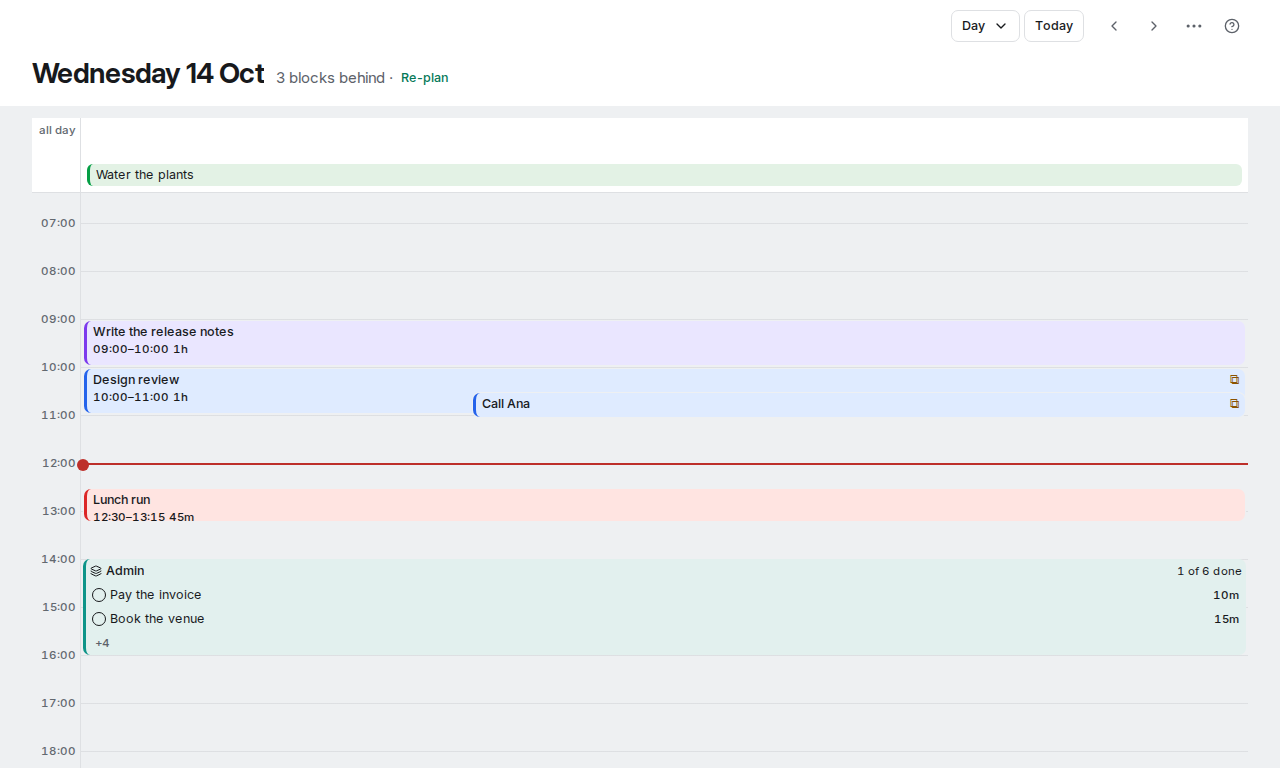 Day
Today
Wednesday 14 Oct
3 blocks behind · Re-plan
all day
Water the plants
07:00
08:00
09:00
Write the release notes
09:00–10:00 1h
10:00
Design review
10:00–11:00 1h
Call Ana
11:00
12:00
Lunch run
12:30–13:15 45m
13:00
14:00
Admin
1 of 6 done
Pay the invoice
10m
15:00
Book the venue
15m
+4
16:00
17:00
18:00